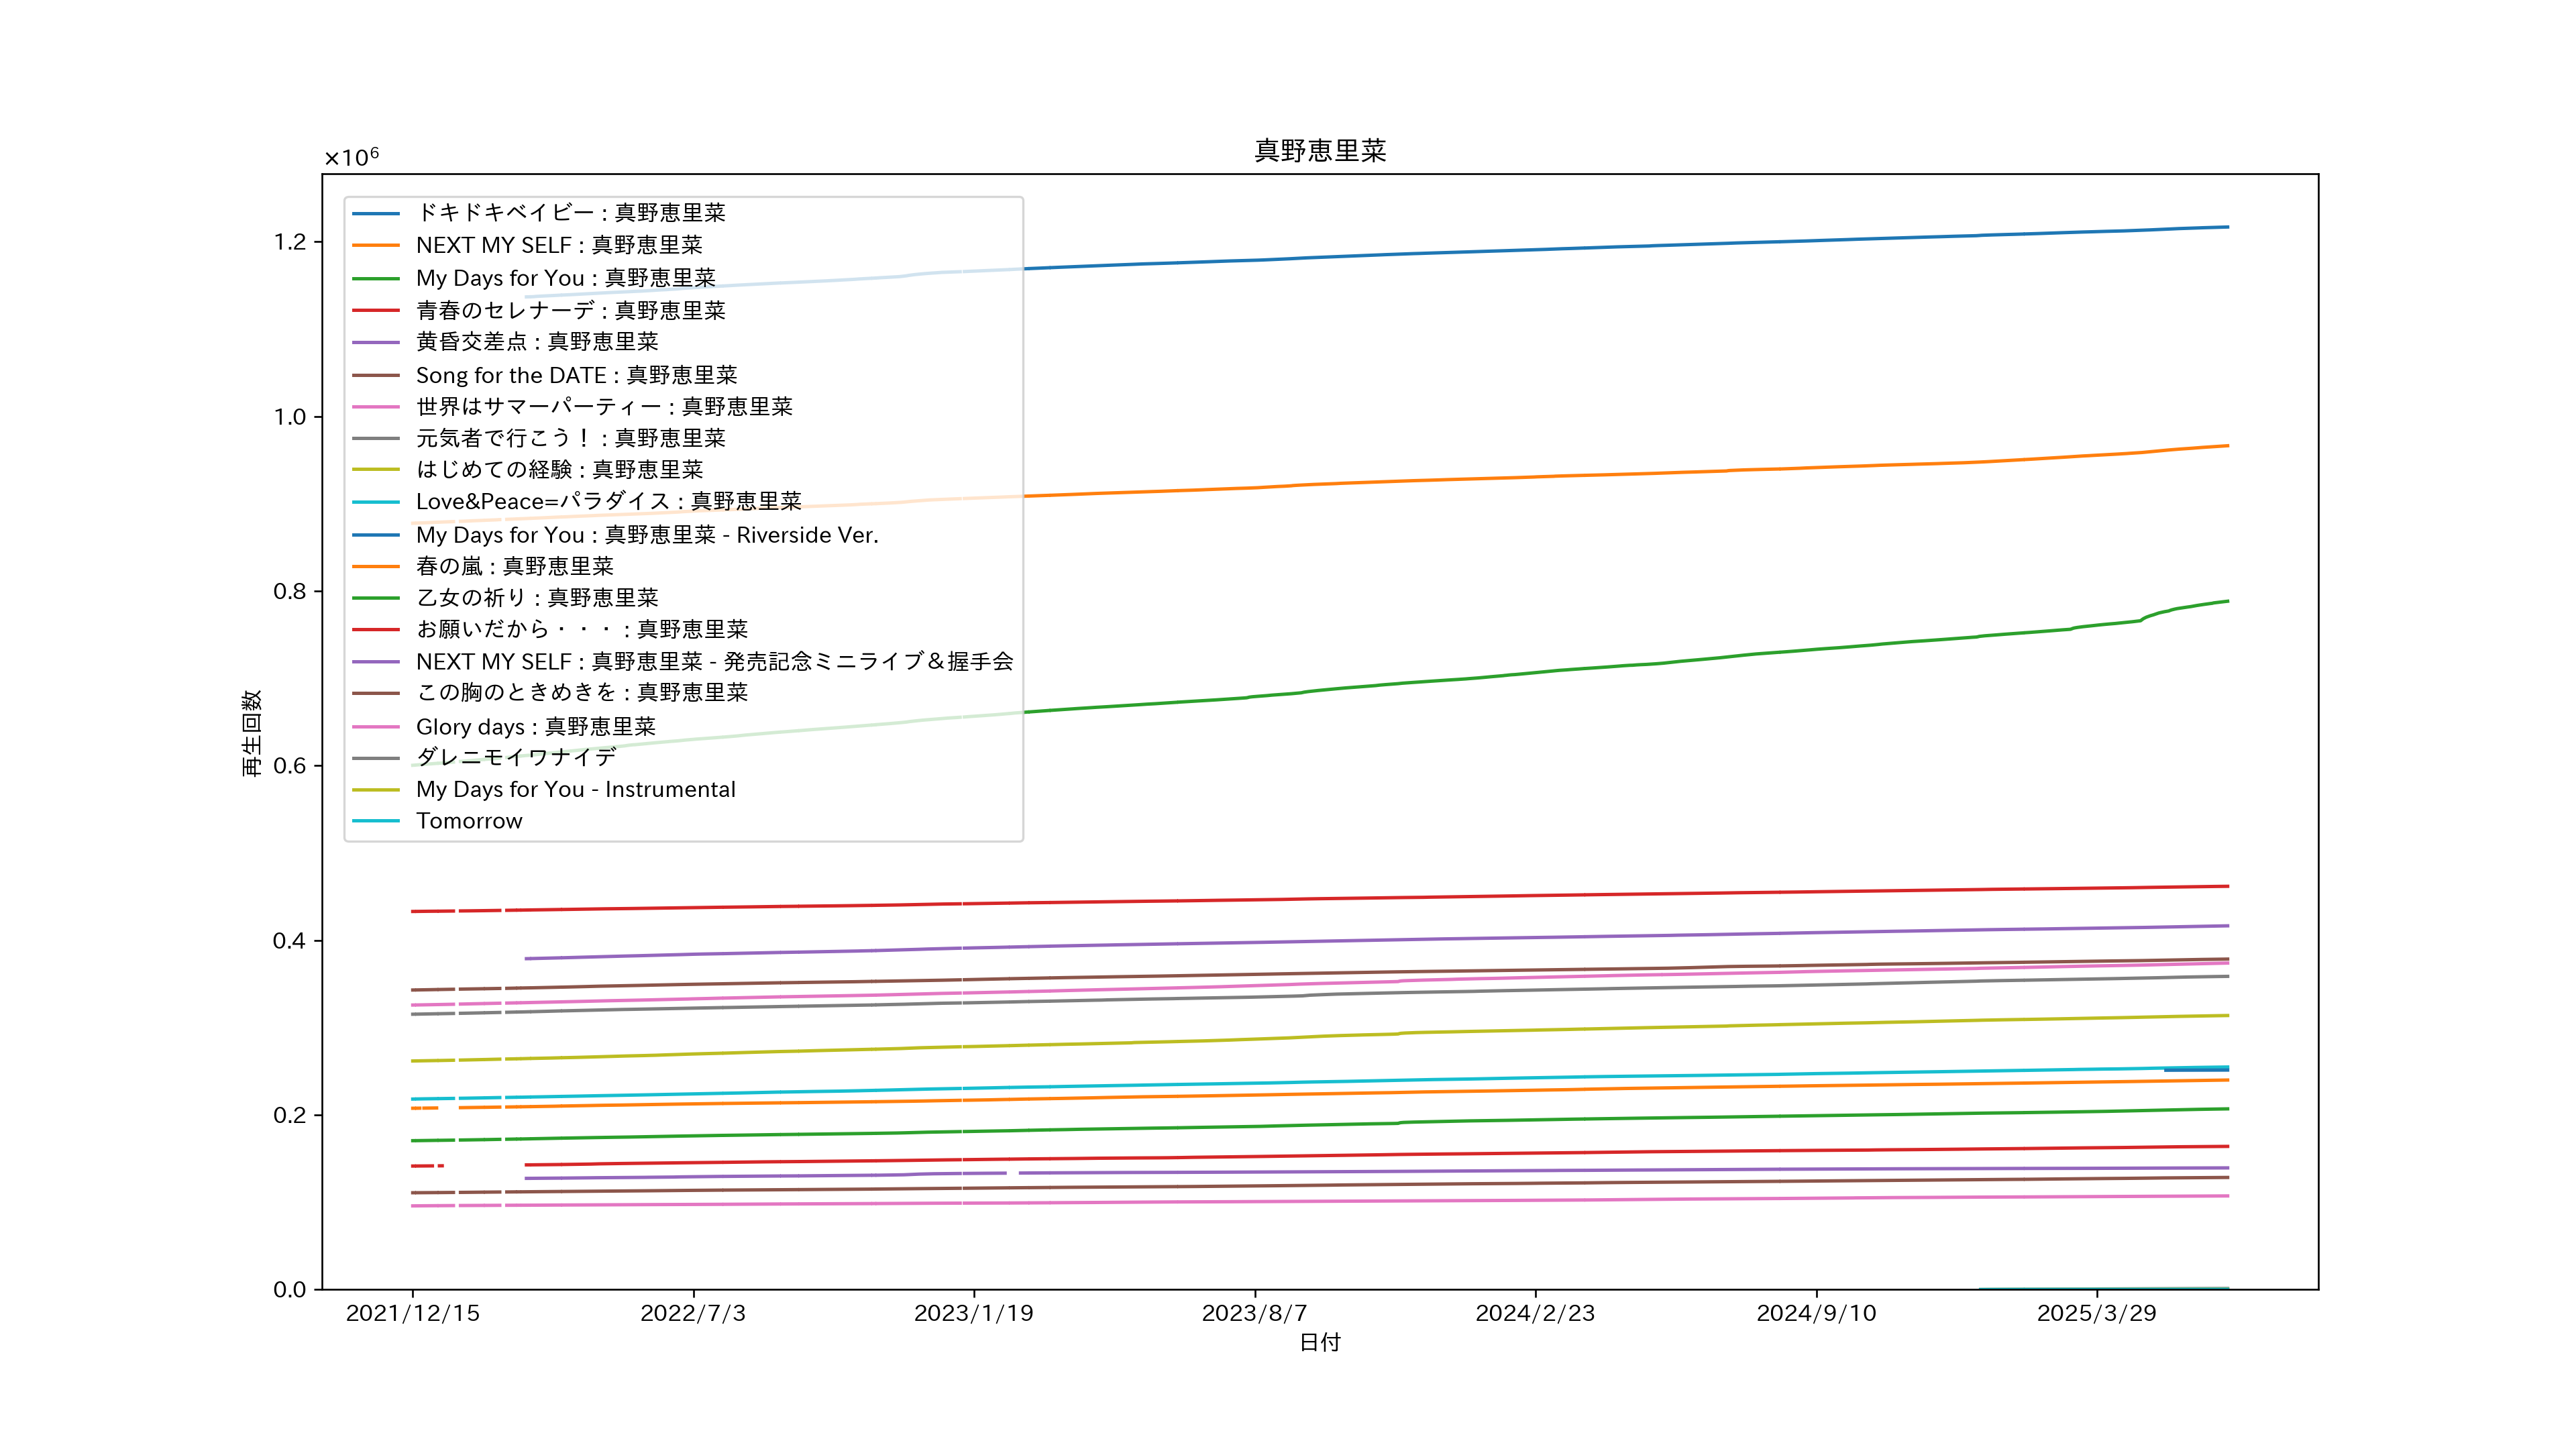 真野恵里菜
×10⁶
ドキドキベイビー : 真野恵里菜
NEXT MY SELF : 真野恵里菜
My Days for You : 真野恵里菜
青春のセレナーデ : 真野恵里菜
黄昏交差点 : 真野恵里菜
Song for the DATE : 真野恵里菜
世界はサマーパーティー : 真野恵里菜
元気者で行こう！ : 真野恵里菜
はじめての経験 : 真野恵里菜
Love&Peace=パラダイス : 真野恵里菜
My Days for You : 真野恵里菜 - Riverside Ver.
春の嵐 : 真野恵里菜
乙女の祈り : 真野恵里菜
お願いだから・・・ : 真野恵里菜
NEXT MY SELF : 真野恵里菜 - 発売記念ミニライブ＆握手会
この胸のときめきを : 真野恵里菜
Glory days : 真野恵里菜
ダレニモイワナイデ
My Days for You - Instrumental
Tomorrow
1.2
1.0
0.8
0.6
0.4
0.2
0.0
再生回数
2021/12/15
2022/7/3
2023/1/19
2023/8/7
2024/2/23
2024/9/10
2025/3/29
日付